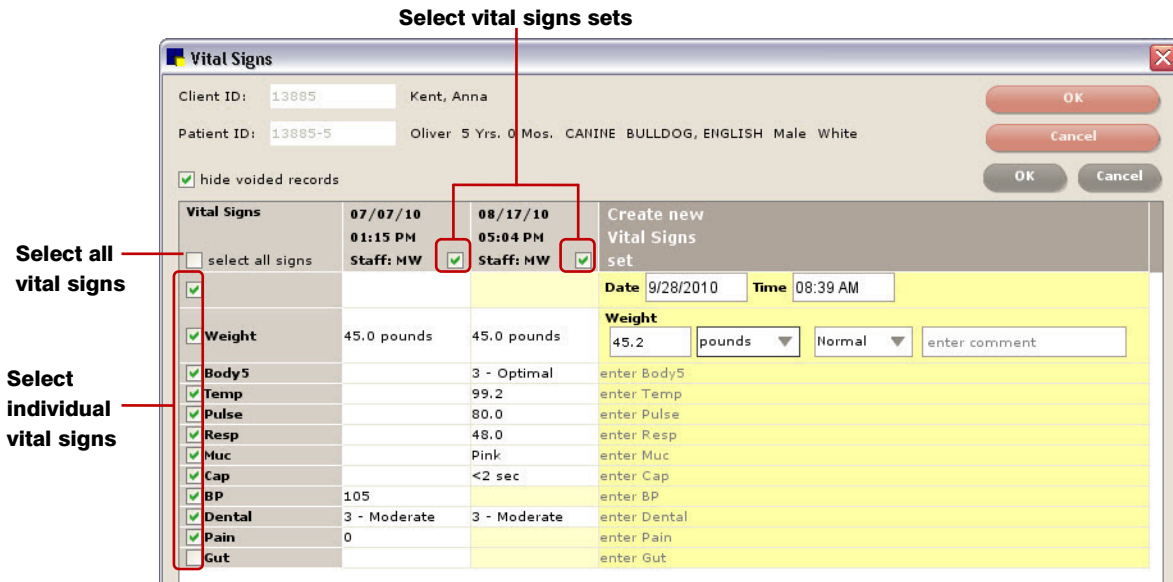 Select vital signs sets
Vital Signs
Client ID: 13885 Kent, Anna OK
Patient ID: 13885-5 Oliver 5 Yrs. 0 Mos. CANINE BULLDOG, ENGLISH Male White Cancel
hide voided records OK Cancel
Vital Signs 07/07/10 08/17/10 Create new
01:15 PM 05:04 PM Vital Signs
select all signs Staff: MW Staff: MW set
Select all
vital signs
Date 9/28/2010 Time 08:39 AM
Weight
Weight 45.0 pounds 45.0 pounds 45.2 pounds Normal enter comment
Body5 3 - Optimal enter Body5
Temp 99.2 enter Temp
Pulse 80.0 enter Pulse
Resp 48.0 enter Resp
Muc Pink enter Muc
Cap <2 sec enter Cap
BP 105 enter BP
Dental 3 - Moderate 3 - Moderate enter Dental
Pain 0 enter Pain
Gut enter Gut
Select
individual
vital signs